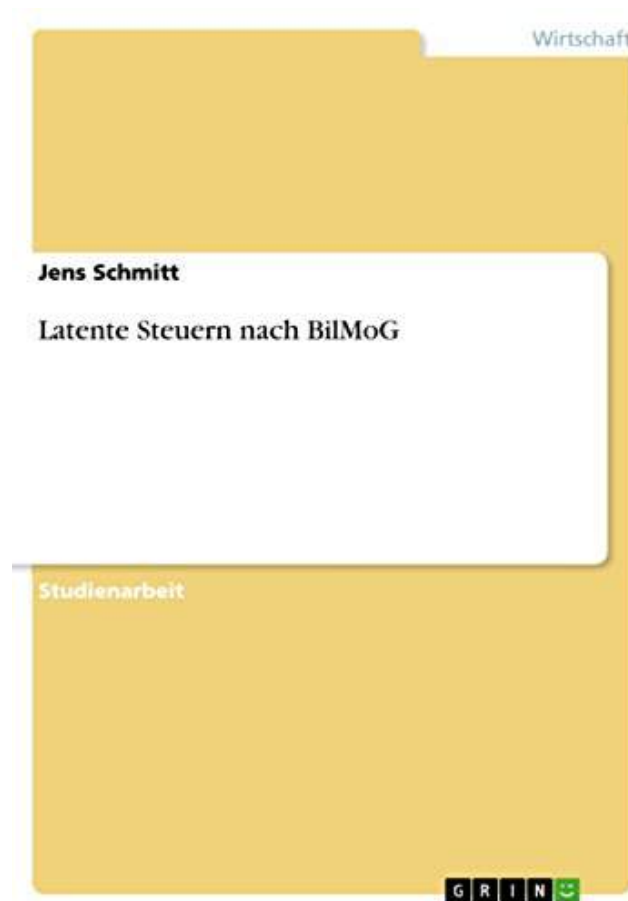 Wirtschaft
Jens Schmitt
Latente Steuern nach BilMoG
Studienarbeit
GRIN